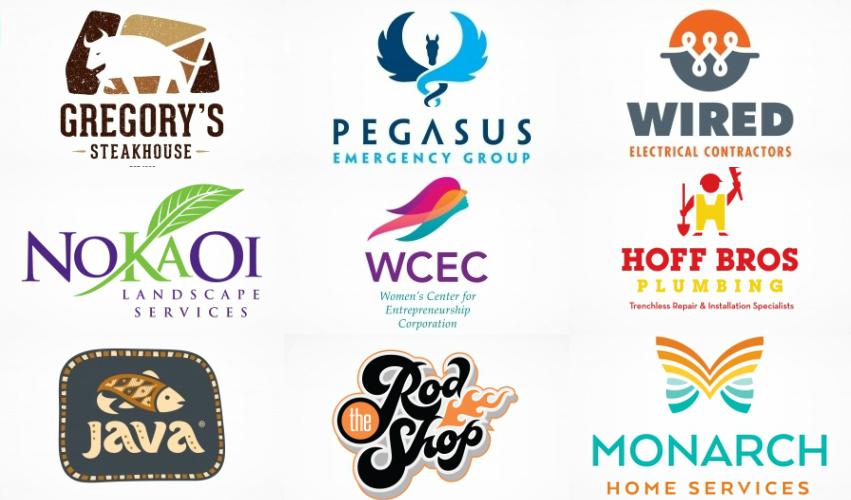 GREGORY'S
STEAKHOUSE
PEGASUS
EMERGENCY GROUP
WIRED
ELECTRICAL CONTRACTORS
NOKAOI
LANDSCAPE
SERVICES
WCEC
Women's Center for
Entrepreneurship
Corporation
H
HOFF BROS
PLUMBING
Trenchless Repair & Installation Specialists
JAVA®
the Rod
Shop
MONARCH
HOME SERVICES